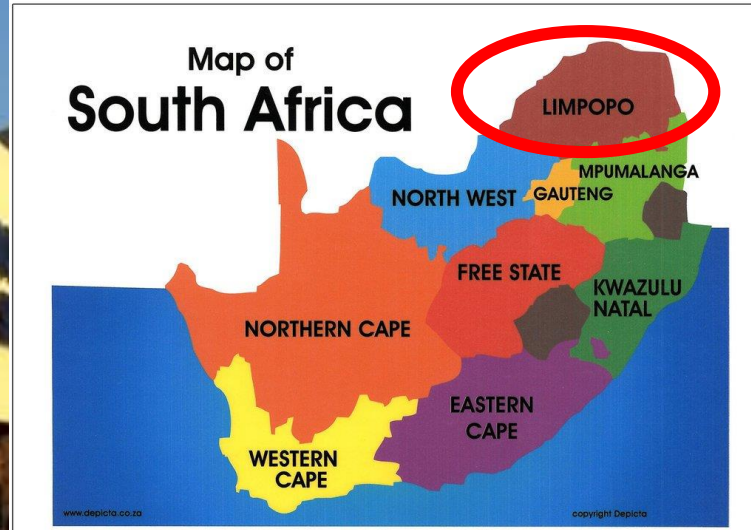 Map of
South Africa
LIMPOPO
MPUMALANGA
NORTH WEST
GAUTENG
FREE STATE
KWAZULU
NATAL
NORTHERN CAPE
EASTERN
CAPE
WESTERN
CAPE
www.depicta.co.za
copyright Depicta